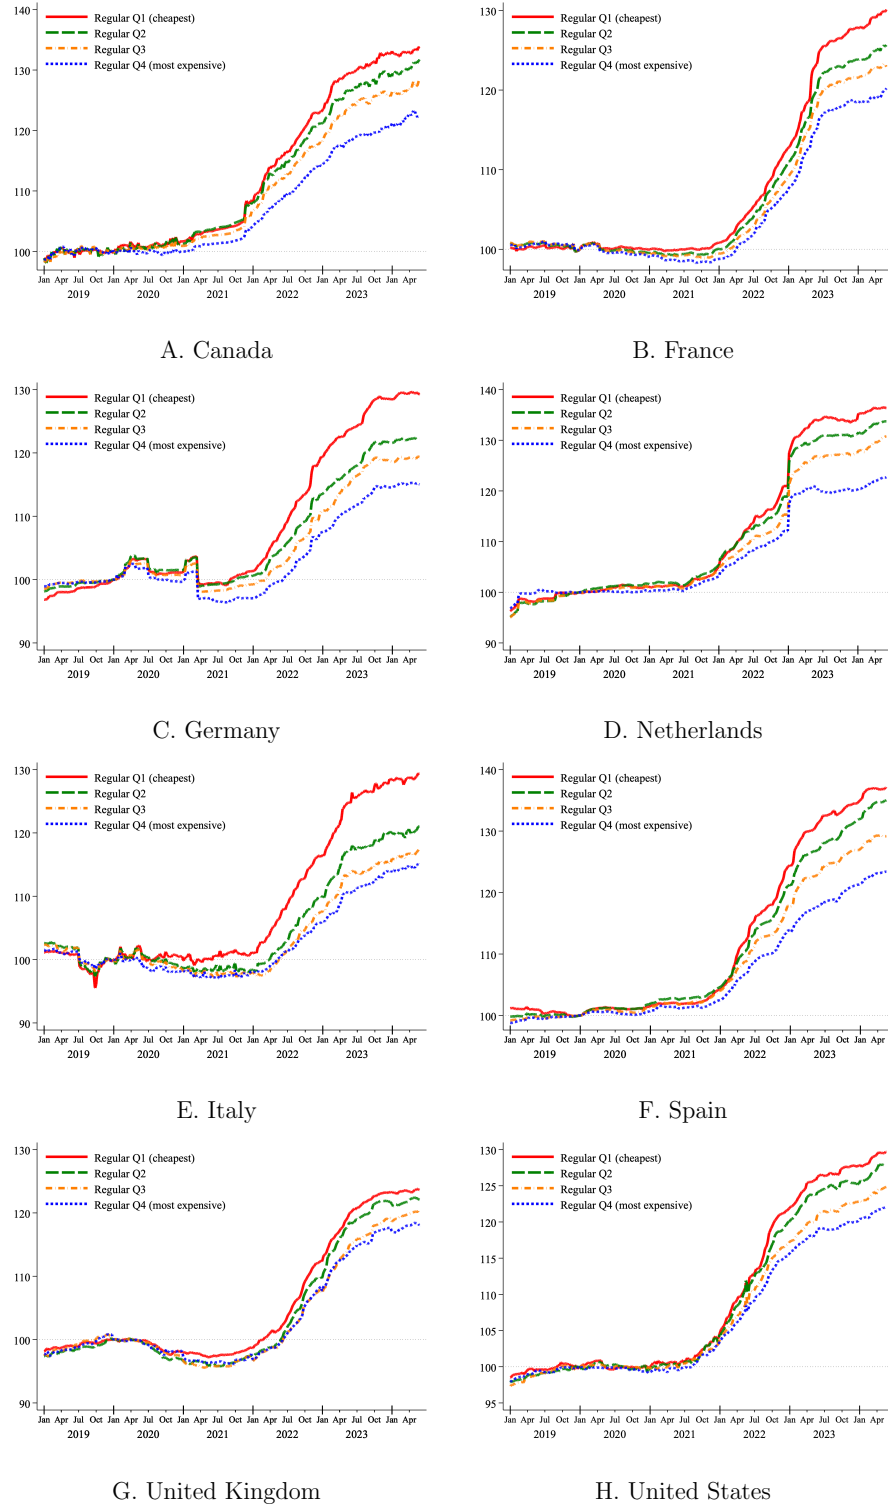 140
130
120
110
100
Regular Q1 (cheapest)
Regular Q2
Regular Q3
Regular Q4 (most expensive)
Jan Apr Jul Oct Jan Apr Jul Oct Jan Apr Jul Oct Jan Apr Jul Oct Jan Apr Jul Oct Jan Apr
2019 2020 2021 2022 2023
A. Canada
130
120
110
100
Regular Q1 (cheapest)
Regular Q2
Regular Q3
Regular Q4 (most expensive)
Jan Apr Jul Oct Jan Apr Jul Oct Jan Apr Jul Oct Jan Apr Jul Oct Jan Apr Jul Oct Jan Apr
2019 2020 2021 2022 2023
B. France
130
120
110
100
90
Regular Q1 (cheapest)
Regular Q2
Regular Q3
Regular Q4 (most expensive)
Jan Apr Jul Oct Jan Apr Jul Oct Jan Apr Jul Oct Jan Apr Jul Oct Jan Apr Jul Oct Jan Apr
2019 2020 2021 2022 2023
C. Germany
140
130
120
110
100
90
Regular Q1 (cheapest)
Regular Q2
Regular Q3
Regular Q4 (most expensive)
Jan Apr Jul Oct Jan Apr Jul Oct Jan Apr Jul Oct Jan Apr Jul Oct Jan Apr Jul Oct Jan Apr
2019 2020 2021 2022 2023
D. Netherlands
130
120
110
100
90
Regular Q1 (cheapest)
Regular Q2
Regular Q3
Regular Q4 (most expensive)
Jan Apr Jul Oct Jan Apr Jul Oct Jan Apr Jul Oct Jan Apr Jul Oct Jan Apr Jul Oct Jan Apr
2019 2020 2021 2022 2023
E. Italy
140
130
120
110
100
Regular Q1 (cheapest)
Regular Q2
Regular Q3
Regular Q4 (most expensive)
Jan Apr Jul Oct Jan Apr Jul Oct Jan Apr Jul Oct Jan Apr Jul Oct Jan Apr Jul Oct Jan Apr
2019 2020 2021 2022 2023
F. Spain
130
120
110
100
90
Regular Q1 (cheapest)
Regular Q2
Regular Q3
Regular Q4 (most expensive)
Jan Apr Jul Oct Jan Apr Jul Oct Jan Apr Jul Oct Jan Apr Jul Oct Jan Apr Jul Oct Jan Apr
2019 2020 2021 2022 2023
G. United Kingdom
130
125
120
115
110
105
100
95
Regular Q1 (cheapest)
Regular Q2
Regular Q3
Regular Q4 (most expensive)
Jan Apr Jul Oct Jan Apr Jul Oct Jan Apr Jul Oct Jan Apr Jul Oct Jan Apr Jul Oct Jan Apr
2019 2020 2021 2022 2023
H. United States